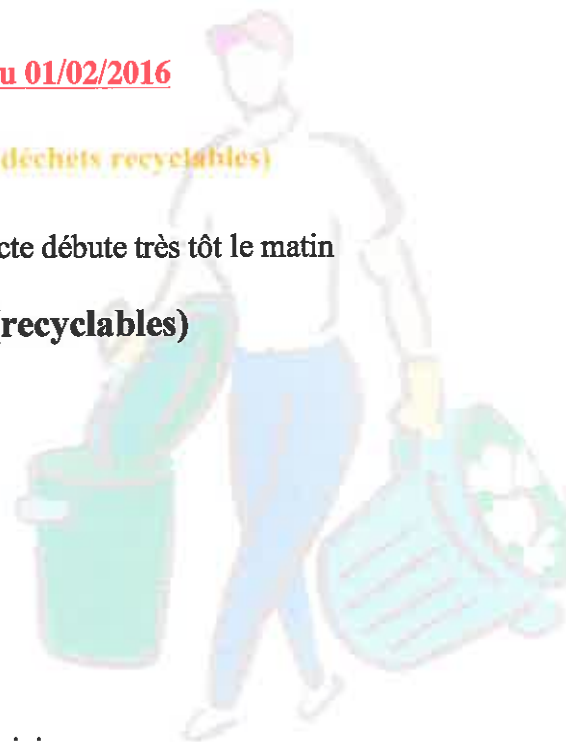 u 01/02/2016
déchets recyclables)
cte débute très tôt le matin
(recyclables)